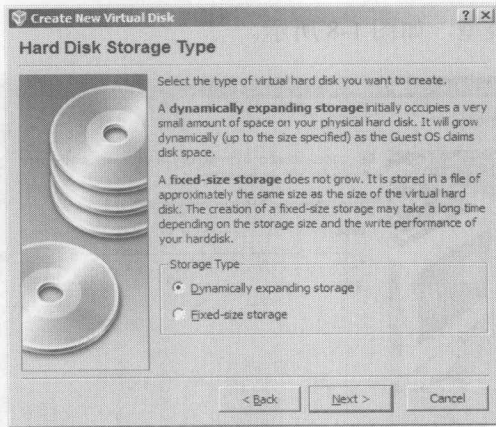 Create New Virtual Disk
Hard Disk Storage Type
Select the type of virtual hard disk you want to create.
A dynamically expanding storage initially occupies a very
small amount of space on your physical hard disk. It will grow
dynamically (up to the size specified) as the Guest OS claims
disk space.
A fixed-size storage does not grow. It is stored in a file of
approximately the same size as the size of the virtual hard
disk. The creation of a fixed-size storage may take a long time
depending on the storage size and the write performance of
your harddisk.
Storage Type
Dynamically expanding storage
Fixed-size storage
< Back Next > Cancel